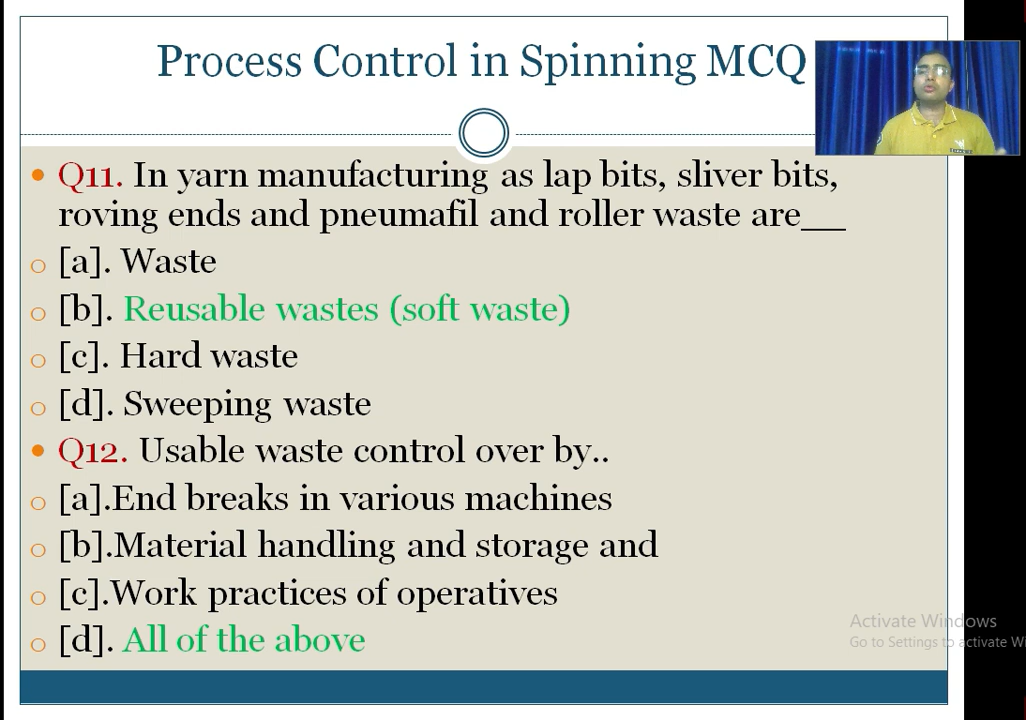 Process Control in Spinning MCQ
Q11. In yarn manufacturing as lap bits, sliver bits,
roving ends and pneumafil and roller waste are__
[a]. Waste
[b]. Reusable wastes (soft waste)
[c]. Hard waste
[d]. Sweeping waste
Q12. Usable waste control over by..
[a].End breaks in various machines
[b].Material handling and storage and
[c].Work practices of operatives
[d]. All of the above
Activate Windows
Go to Settings to activate Wi